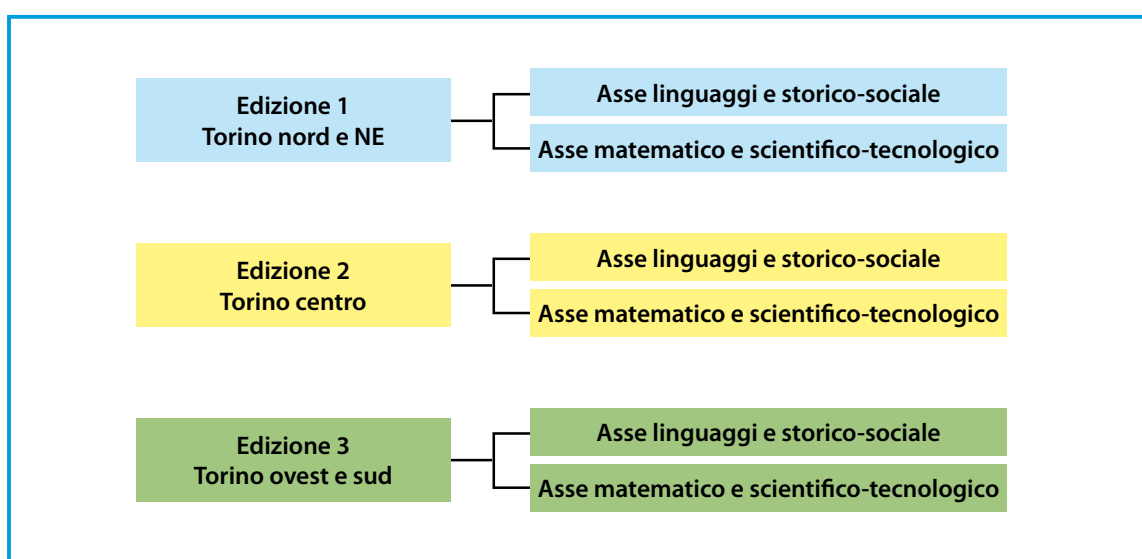 Edizione 1
Torino nord e NE
Asse linguaggi e storico-sociale
Asse matematico e scientifico-tecnologico
Edizione 2
Torino centro
Asse linguaggi e storico-sociale
Asse matematico e scientifico-tecnologico
Edizione 3
Torino ovest e sud
Asse linguaggi e storico-sociale
Asse matematico e scientifico-tecnologico